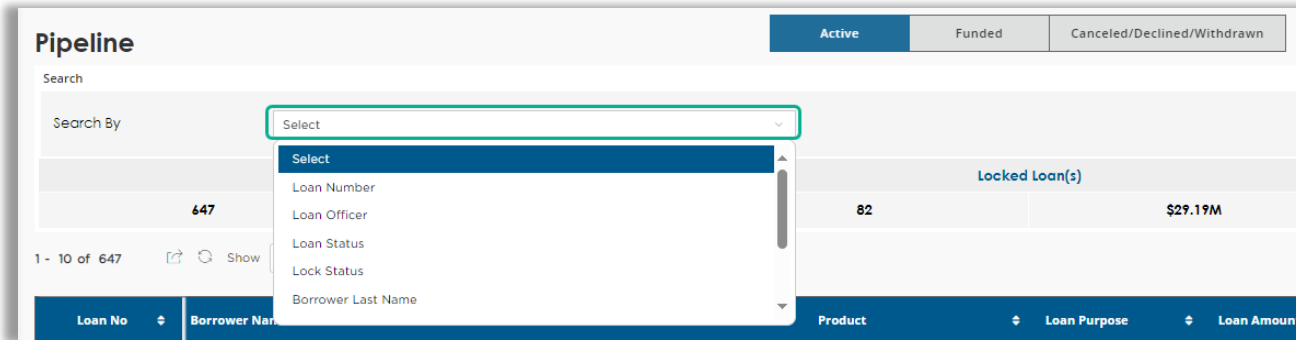 Pipeline
Active Funded Canceled/Declined/Withdrawn
Search
Search By Select
Select
Loan Number
Loan Officer
Loan Status
Lock Status
Borrower Last Name
Locked Loan(s)
647 82 $29.19M
1 - 10 of 647 Show
Loan No Product Loan Purpose
Borrower Loan